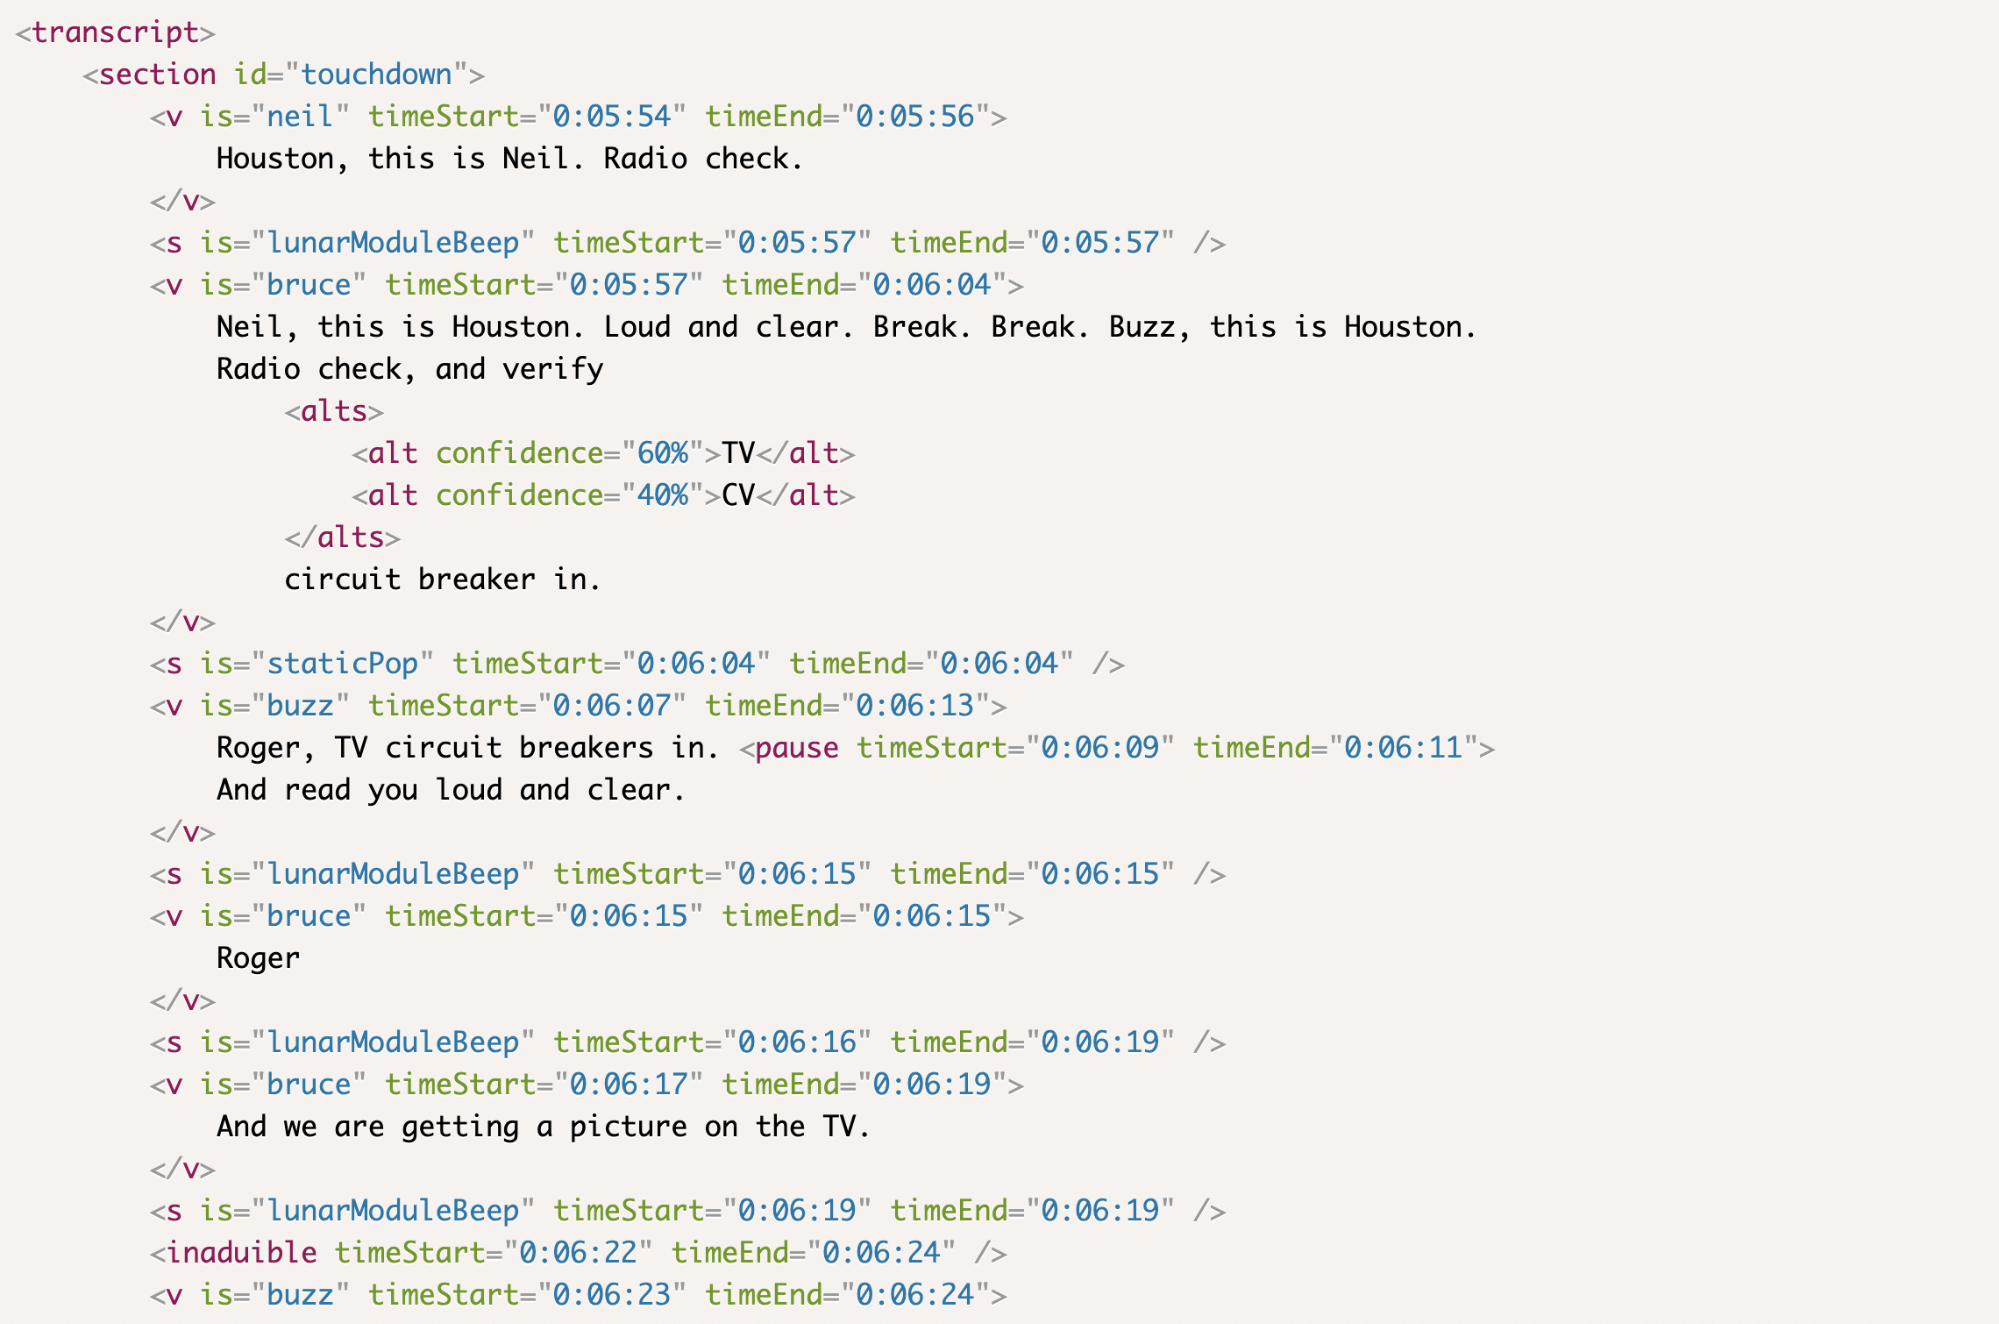 <transcript>
<section id="touchdown">
<v is="neil" timeStart="0:05:54" timeEnd="0:05:56">
Houston, this is Neil. Radio check.
</v>
<s is="lunarModuleBeep" timeStart="0:05:57" timeEnd="0:05:57" />
<v is="bruce" timeStart="0:05:57" timeEnd="0:06:04">
Neil, this is Houston. Loud and clear. Break. Break. Buzz, this is Houston.
Radio check, and verify
<alts>
<alt confidence="60%">TV</alt>
<alt confidence="40%">CV</alt>
</alts>
circuit breaker in.
</v>
<s is="staticPop" timeStart="0:06:04" timeEnd="0:06:04" />
<v is="buzz" timeStart="0:06:07" timeEnd="0:06:13">
Roger, TV circuit breakers in. <pause timeStart="0:06:09" timeEnd="0:06:11">
And read you loud and clear.
</v>
<s is="lunarModuleBeep" timeStart="0:06:15" timeEnd="0:06:15" />
<v is="bruce" timeStart="0:06:15" timeEnd="0:06:15">
Roger
</v>
<s is="lunarModuleBeep" timeStart="0:06:16" timeEnd="0:06:19" />
<v is="bruce" timeStart="0:06:17" timeEnd="0:06:19">
And we are getting a picture on the TV.
</v>
<s is="lunarModuleBeep" timeStart="0:06:19" timeEnd="0:06:19" />
<inaduible timeStart="0:06:22" timeEnd="0:06:24" />
<v is="buzz" timeStart="0:06:23" timeEnd="0:06:24">